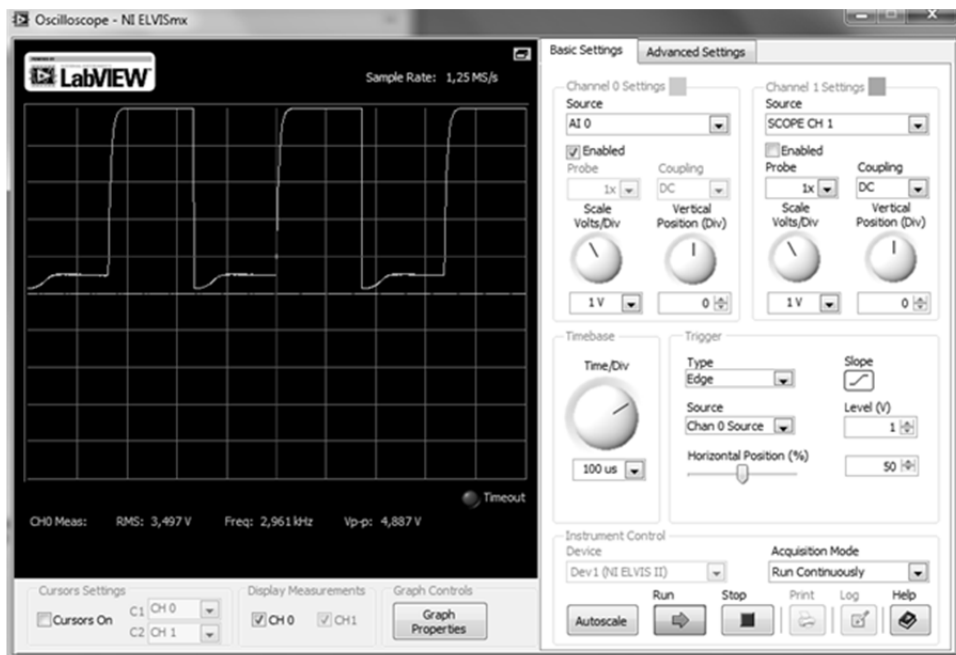 Oscilloscope - NI ELVISmx
LabVIEW
Sample Rate: 1,25 MS/s
Timeout
CH0 Meas: RMS: 3,497 V Freq: 2,961 kHz Vp-p: 4,887 V
Cursors Settings
Cursors On
C1 CH 0
C2 CH 1
Display Measurements
CH 0 CH1
Graph Controls
Graph
Properties
Basic Settings Advanced Settings
Channel 0 Settings
Source
AI 0
Enabled
Probe Coupling
1x DC
Scale Vertical
Volts/Div Position (Div)
1 V 0
Channel 1 Settings
Source
SCOPE CH 1
Enabled
Probe Coupling
1x DC
Scale Vertical
Volts/Div Position (Div)
1 V 0
Timebase
Time/Div
100 us
Trigger
Type Slope
Edge
Source Level (V)
Chan 0 Source 1
Horizontal Position (%)
50
Instrument Control
Device Acquisition Mode
Dev1 (NI ELVIS II) Run Continuously
Run Stop Print Log Help
Autoscale